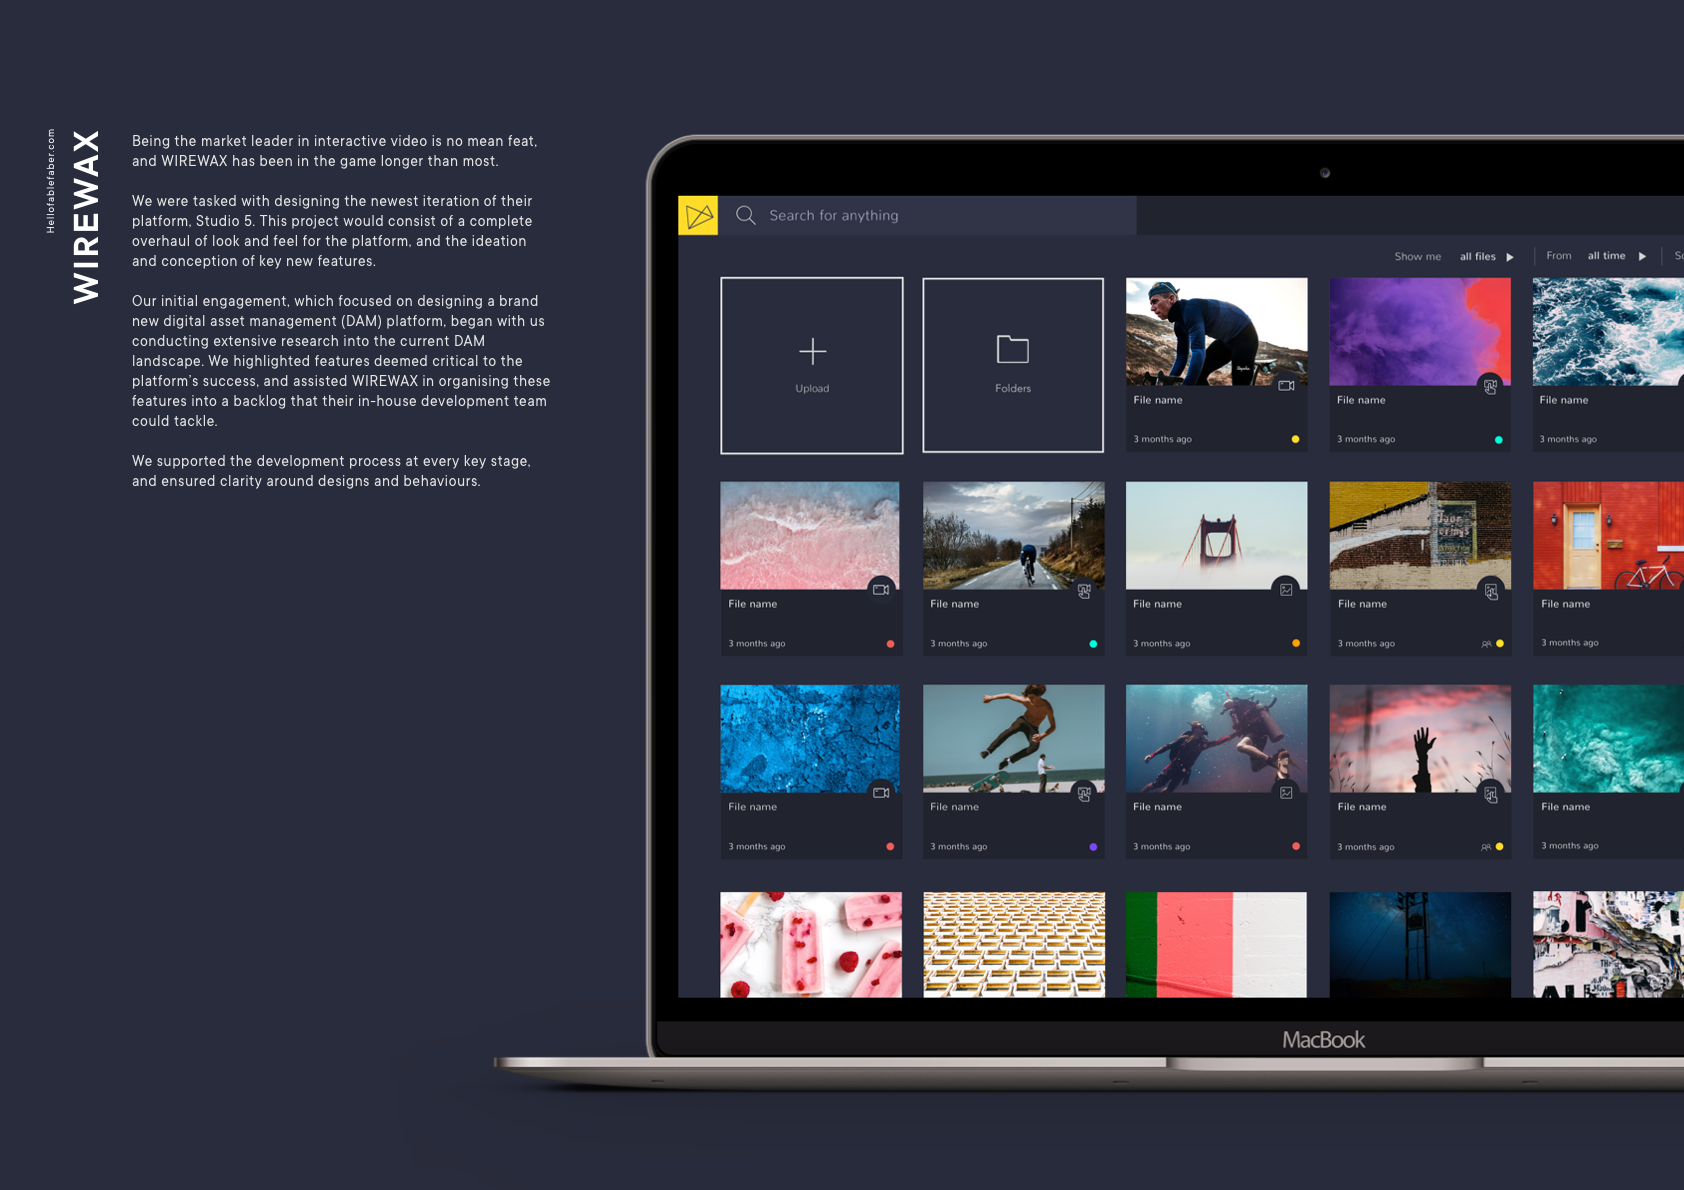 Hellofablefaber.com
WIREWAX
Being the market leader in interactive video is no mean feat,
and WIREWAX has been in the game longer than most.
We were tasked with designing the newest iteration of their
platform, Studio 5. This project would consist of a complete
overhaul of look and feel for the platform, and the ideation
and conception of key new features.
Our initial engagement, which focused on designing a brand
new digital asset management (DAM) platform, began with us
conducting extensive research into the current DAM
landscape. We highlighted features deemed critical to the
platform's success, and assisted WIREWAX in organising these
features into a backlog that their in-house development team
could tackle.
We supported the development process at every key stage,
and ensured clarity around designs and behaviours.
Search for anything
Show me all files From all time
Upload
Folders
File name
3 months ago
File name
3 months ago
File name
3 months ago
File name
3 months ago
File name
3 months ago
File name
3 months ago
File name
3 months ago
File name
3 months ago
File name
3 months ago
File name
3 months ago
File name
3 months ago
File name
3 months ago
File name
3 months ago
MacBook